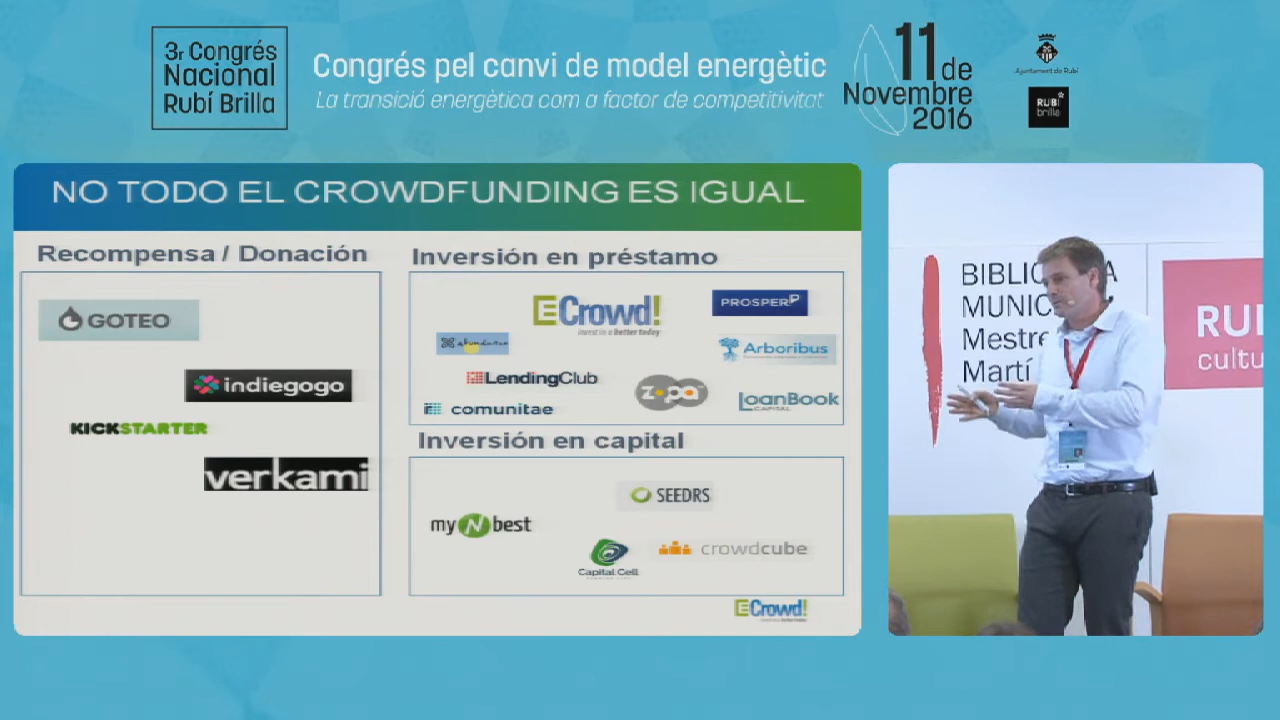 3r Congrés
Nacional
Rubí Brilla
Congrés pel canvi de model energètic
La transició energètica com a factor de competitivitat
11 de
Novembre
2016
Ajuntament de Rubí
RUBÍ
brilla
NO TODO EL CROWDFUNDING ES IGUAL
Recompensa / Donación
GOTEO
indiegogo
KICKSTARTER
verkami
Inversión en préstamo
ECrowd!
invest in a better today
PROSPER
abundance
Arboribus
LendingClub
zopa
LoanBook
CAPITAL
comunitae
Inversión en capital
SEEDRS
myNbest
Capital Cell
crowdcube
ECrowd!
BIBLIO A
MUNIC
Mestre
Martí
RU
cultu